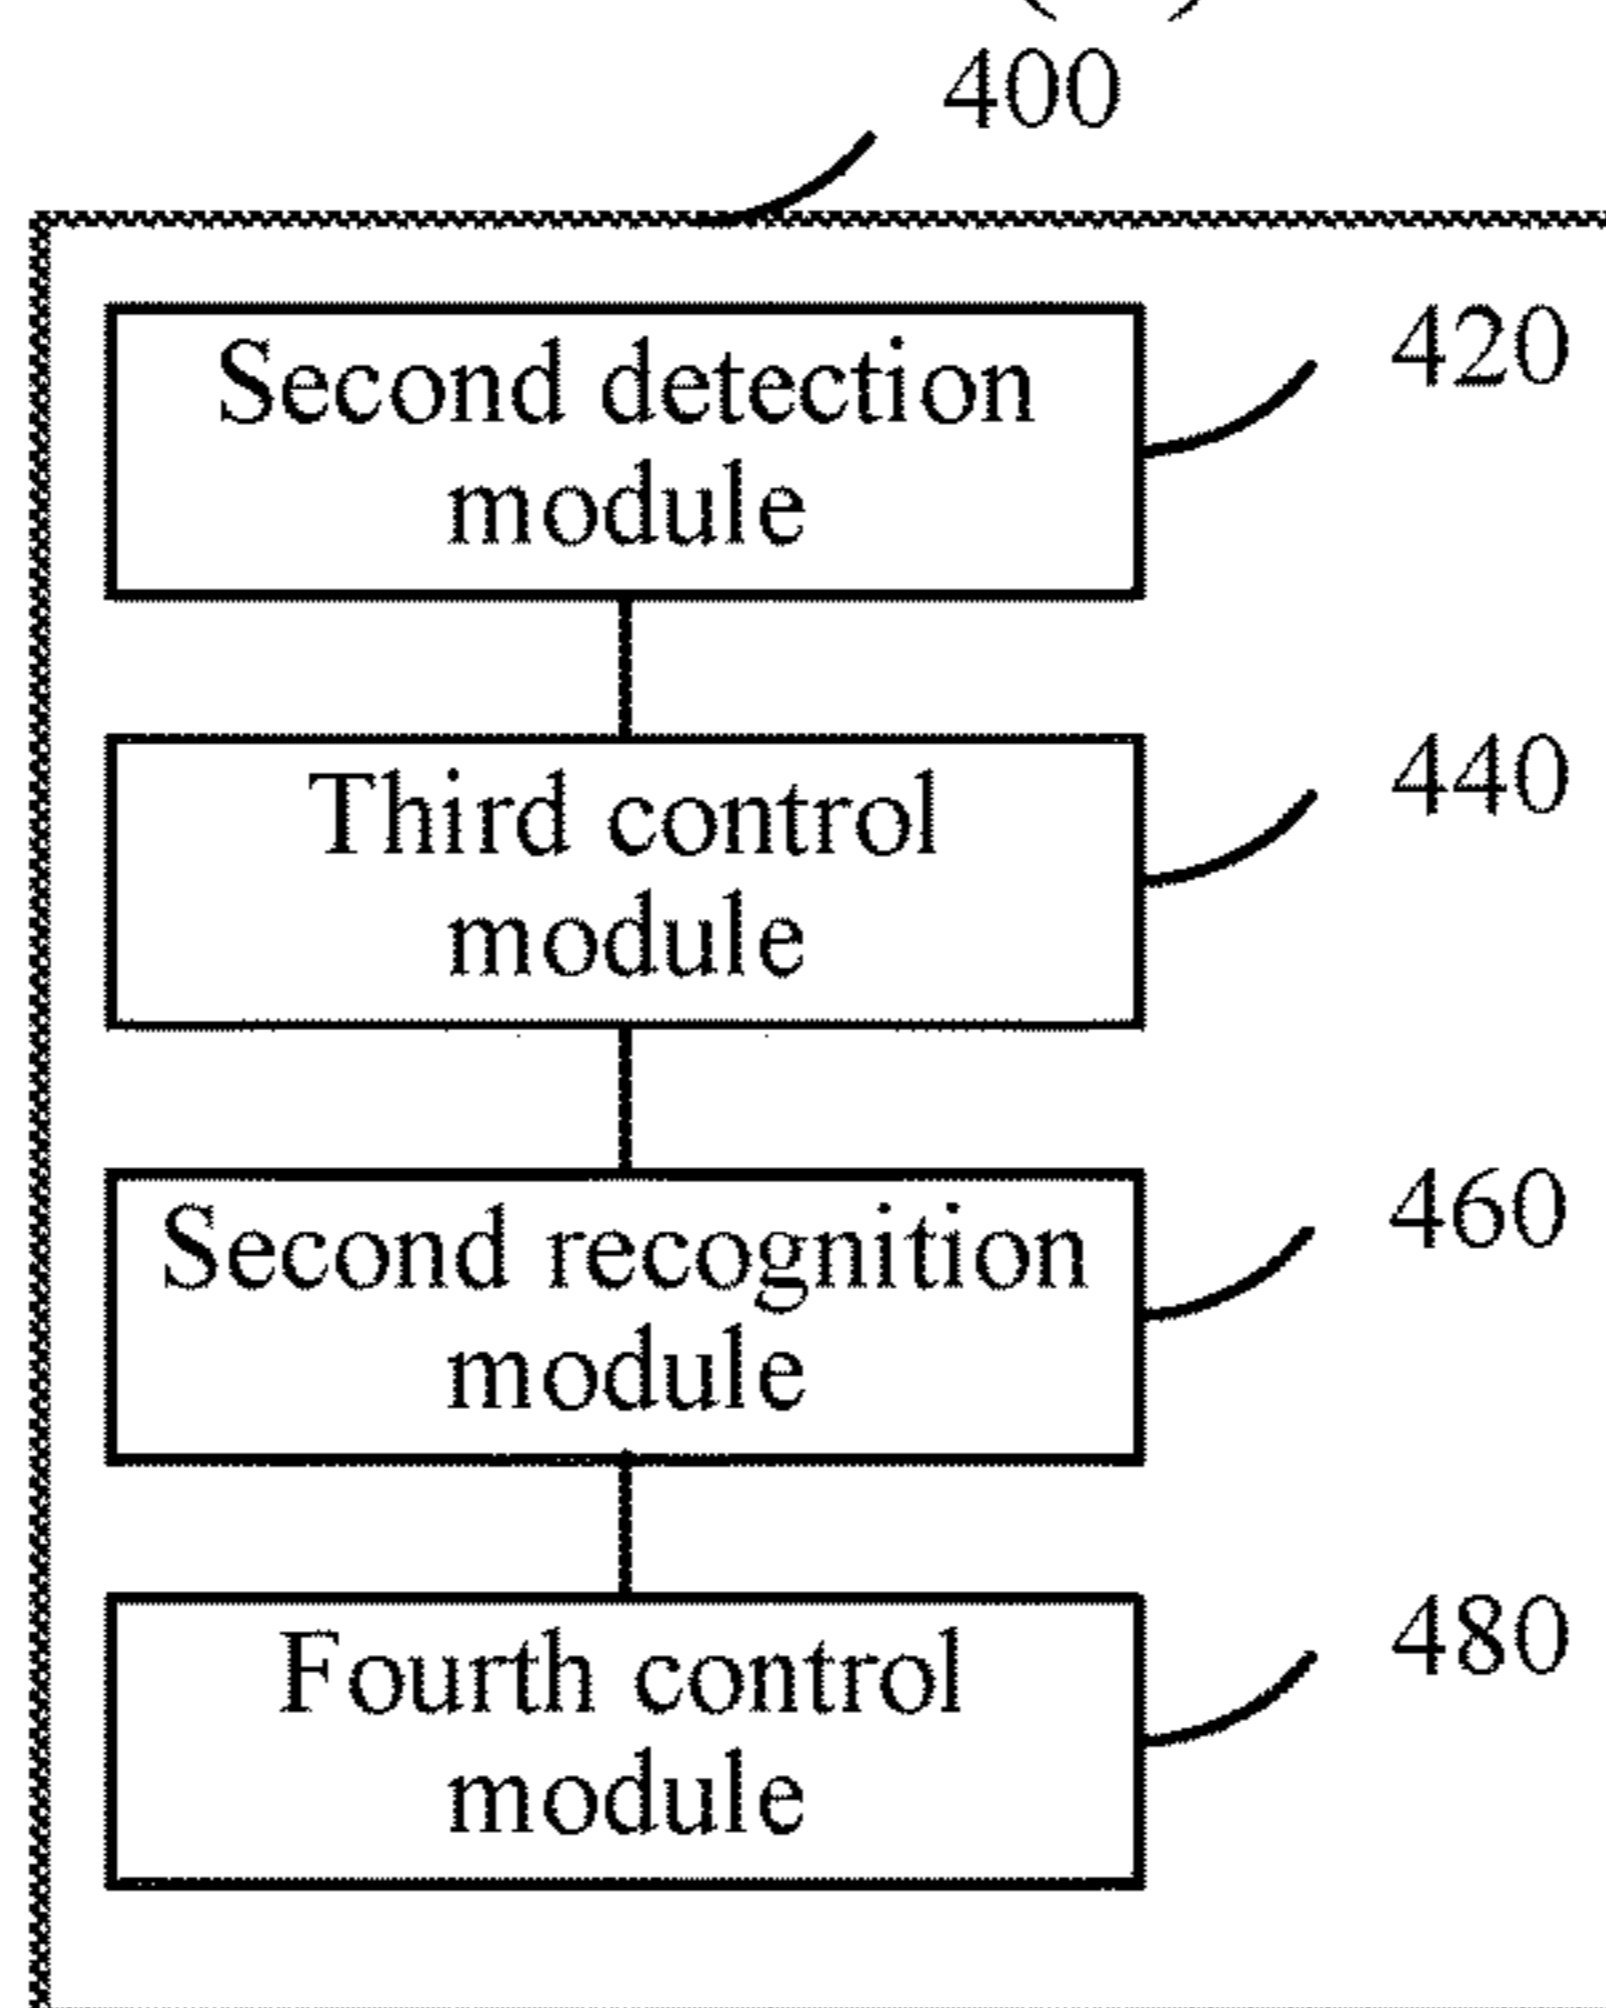 400
Second detection
module
420
Third control
module
440
Second recognition
module
460
Fourth control
module
480